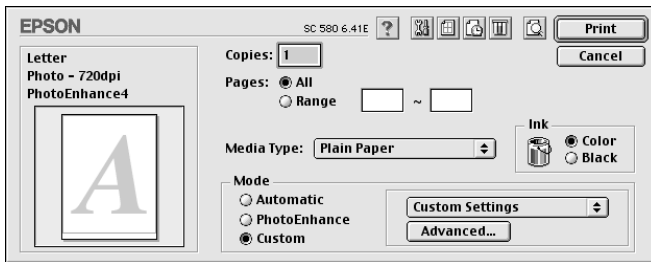 EPSON
SC 580 6.41E
?
Print
Cancel
Letter
Photo - 720dpi
PhotoEnhance4
A
Copies: 1
Pages: All
Range ~
Media Type: Plain Paper
Ink
Color
Black
Mode
Automatic
PhotoEnhance
Custom
Custom Settings
Advanced...